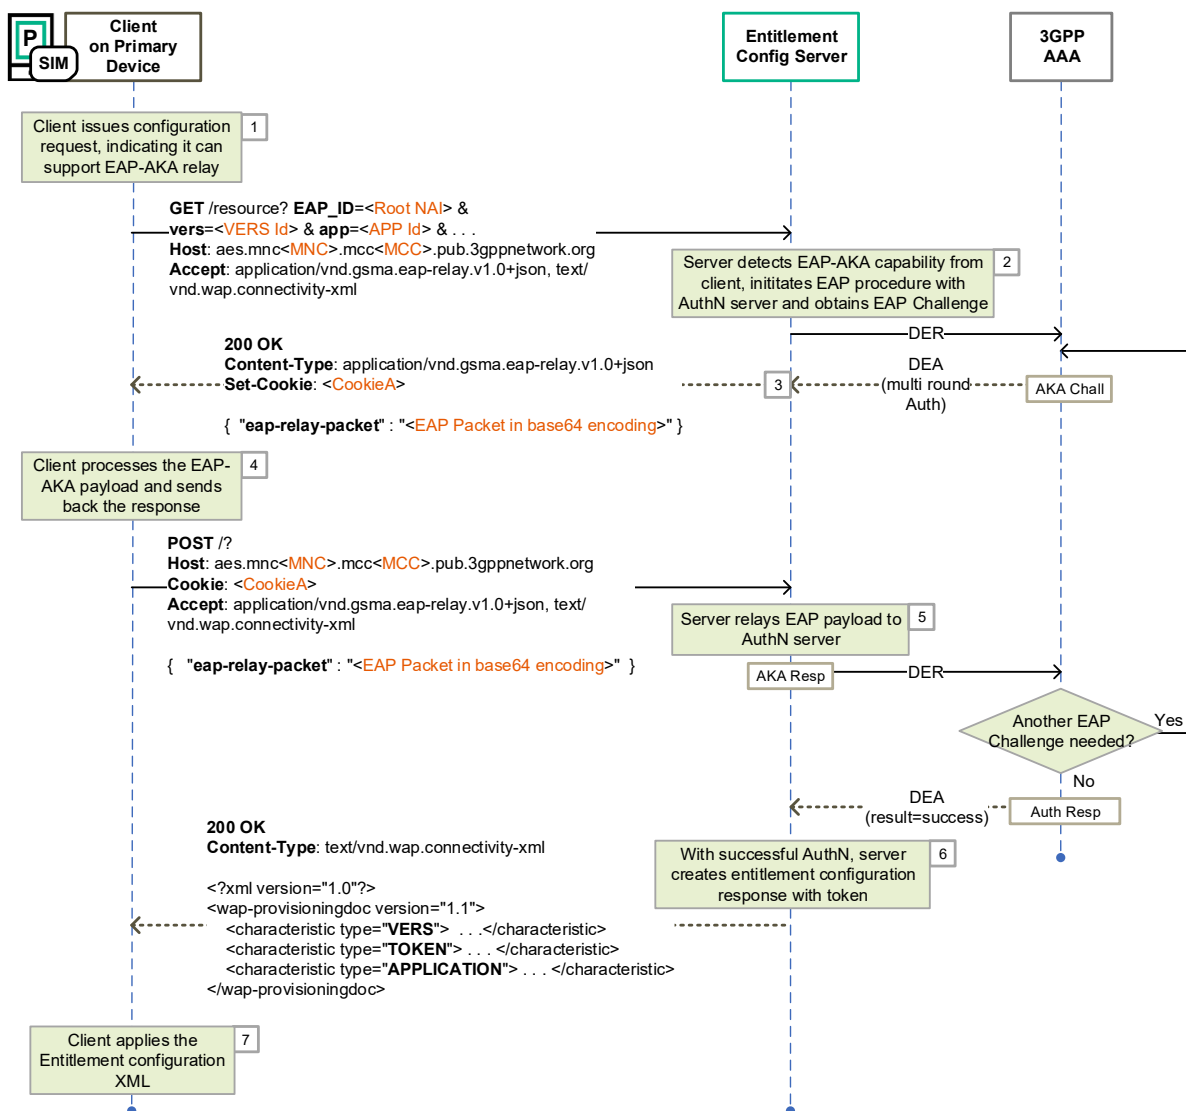 P
SIM
Client
on Primary
Device
Entitlement
Config Server
3GPP
AAA
Client issues configuration
request, indicating it can
support EAP-AKA relay
1
GET /resource? EAP_ID=<Root NAI> &
vers=<VERS Id> & app=<APP Id> & . . .
Host: aes.mnc<MNC>.mcc<MCC>.pub.3gppnetwork.org
Accept: application/vnd.gsma.eap-relay.v1.0+json, text/
vnd.wap.connectivity-xml
Server detects EAP-AKA capability from
client, inititates EAP procedure with
AuthN server and obtains EAP Challenge
2
DER
200 OK
Content-Type: application/vnd.gsma.eap-relay.v1.0+json
Set-Cookie: <CookieA>
{ "eap-relay-packet" : "<EAP Packet in base64 encoding>" }
3
DEA
(multi round
Auth)
AKA Chall
Client processes the EAP-
AKA payload and sends
back the response
4
POST /?
Host: aes.mnc<MNC>.mcc<MCC>.pub.3gppnetwork.org
Cookie: <CookieA>
Accept: application/vnd.gsma.eap-relay.v1.0+json, text/
vnd.wap.connectivity-xml
{ "eap-relay-packet" : "<EAP Packet in base64 encoding>" }
Server relays EAP payload to
AuthN server
5
AKA Resp
DER
Another EAP
Challenge needed?
Yes
No
DEA
(result=success)
Auth Resp
200 OK
Content-Type: text/vnd.wap.connectivity-xml
<?xml version="1.0"?>
<wap-provisioningdoc version="1.1">
<characteristic type="VERS"> . . .</characteristic>
<characteristic type="TOKEN"> . . . </characteristic>
<characteristic type="APPLICATION"> . . . </characteristic>
</wap-provisioningdoc>
With successful AuthN, server
creates entitlement configuration
response with token
6
Client applies the
Entitlement configuration
XML
7